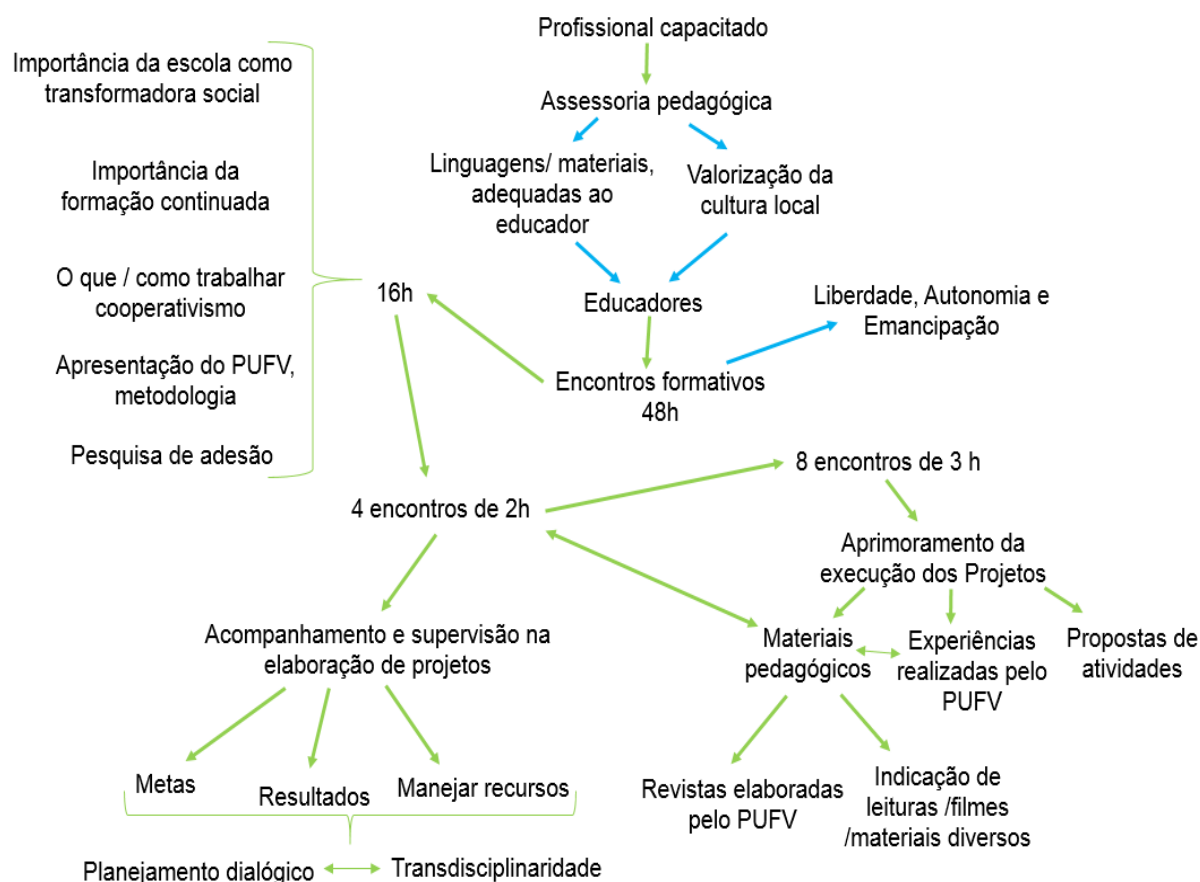 Profissional capacitado
Assessoria pedagógica
Linguagens/ materiais,
adequadas ao
educador
Valorização da
cultura local
Educadores
Encontros formativos
48h
Liberdade, Autonomia e
Emancipação
Importância da escola como
transformadora social
Importância da
formação continuada
O que / como trabalhar
cooperativismo
Apresentação do PUFV,
metodologia
Pesquisa de adesão
16h
4 encontros de 2h
8 encontros de 3 h
Acompanhamento e supervisão na
elaboração de projetos
Metas
Resultados
Manejar recursos
Planejamento dialógico
Transdisciplinaridade
Aprimoramento da
execução dos Projetos
Materiais
pedagógicos
Experiências
realizadas pelo
PUFV
Propostas de
atividades
Revistas elaboradas
pelo PUFV
Indicação de
leituras /filmes
/materiais diversos